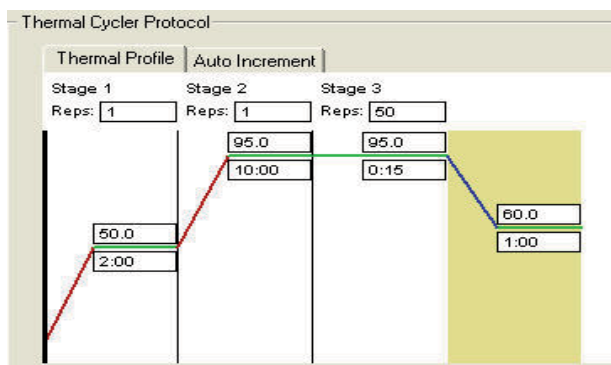 Thermal Cycler Protocol
Thermal Profile Auto Increment
Stage 1 Stage 2 Stage 3
Reps: 1 Reps: 1 Reps: 50
95.0 95.0
10:00 0:15
60.0
1:00
50.0
2:00